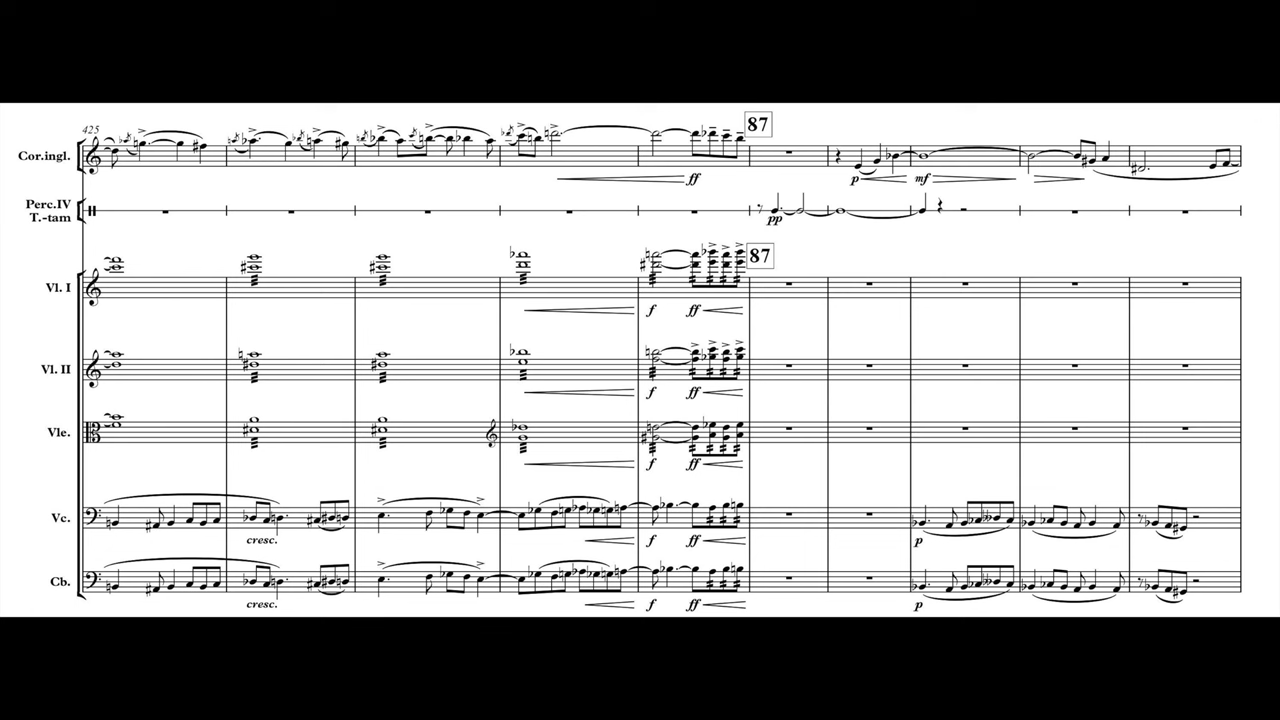 425
87
Cor.ingl.
ff
p
mf
Perc.IV
T.-tam
pp
87
Vl. I
f
ff
Vl. II
f
ff
Vle.
f
ff
Vc.
cresc.
f
ff
p
Cb.
cresc.
f
ff
p